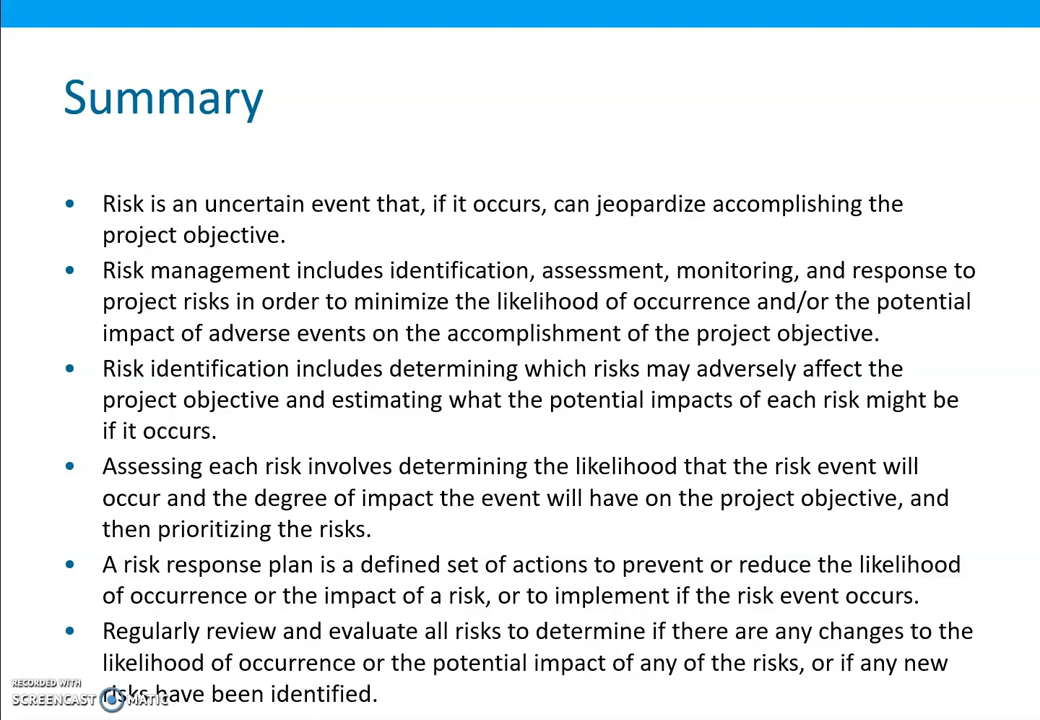 Summary
• Risk is an uncertain event that, if it occurs, can jeopardize accomplishing the
project objective.
• Risk management includes identification, assessment, monitoring, and response to
project risks in order to minimize the likelihood of occurrence and/or the potential
impact of adverse events on the accomplishment of the project objective.
• Risk identification includes determining which risks may adversely affect the
project objective and estimating what the potential impacts of each risk might be
if it occurs.
• Assessing each risk involves determining the likelihood that the risk event will
occur and the degree of impact the event will have on the project objective, and
then prioritizing the risks.
• A risk response plan is a defined set of actions to prevent or reduce the likelihood
of occurrence or the impact of a risk, or to implement if the risk event occurs.
• Regularly review and evaluate all risks to determine if there are any changes to the
likelihood of occurrence or the potential impact of any of the risks, or if any new
risks have been identified.
RECORDED WITH
SCREENCAST MATIC